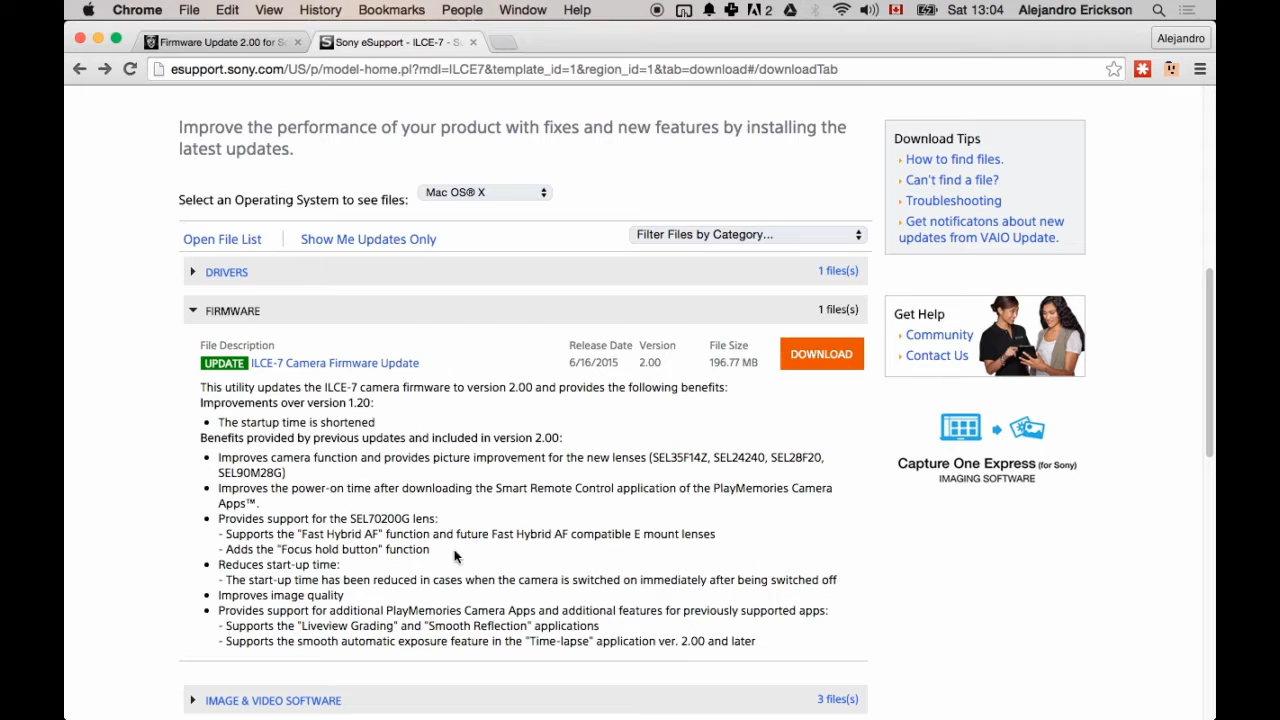 Chrome File Edit View History Bookmarks People Window Help 2 Sat 13:04 Alejandro Erickson
Firmware Update 2.00 for S
Sony eSupport - ILCE-7 - S
Alejandro
esupport.sony.com/US/p/model-home.pl?mdl=ILCE7&template_id=1&region_id=1&tab=download#/downloadTab
Improve the performance of your product with fixes and new features by installing the
latest updates.
Select an Operating System to see files: Mac OS® X
Open File List Show Me Updates Only Filter Files by Category...
DRIVERS 1 files(s)
FIRMWARE 1 files(s)
File Description Release Date Version File Size
UPDATE ILCE-7 Camera Firmware Update 6/16/2015 2.00 196.77 MB DOWNLOAD
This utility updates the ILCE-7 camera firmware to version 2.00 and provides the following benefits:
Improvements over version 1.20:
• The startup time is shortened
Benefits provided by previous updates and included in version 2.00:
• Improves camera function and provides picture improvement for the new lenses (SEL35F14Z, SEL24240, SEL28F20,
SEL90M28G)
• Improves the power-on time after downloading the Smart Remote Control application of the PlayMemories Camera
Apps™.
• Provides support for the SEL70200G lens:
- Supports the "Fast Hybrid AF" function and future Fast Hybrid AF compatible E mount lenses
- Adds the "Focus hold button" function
• Reduces start-up time:
- The start-up time has been reduced in cases when the camera is switched on immediately after being switched off
• Improves image quality
• Provides support for additional PlayMemories Camera Apps and additional features for previously supported apps:
- Supports the "Liveview Grading" and "Smooth Reflection" applications
- Supports the smooth automatic exposure feature in the "Time-lapse" application ver. 2.00 and later
IMAGE & VIDEO SOFTWARE 3 files(s)
Download Tips
How to find files.
Can't find a file?
Troubleshooting
Get notificatons about new
updates from VAIO Update.
Get Help
Community
Contact Us
Capture One Express (for Sony)
IMAGING SOFTWARE